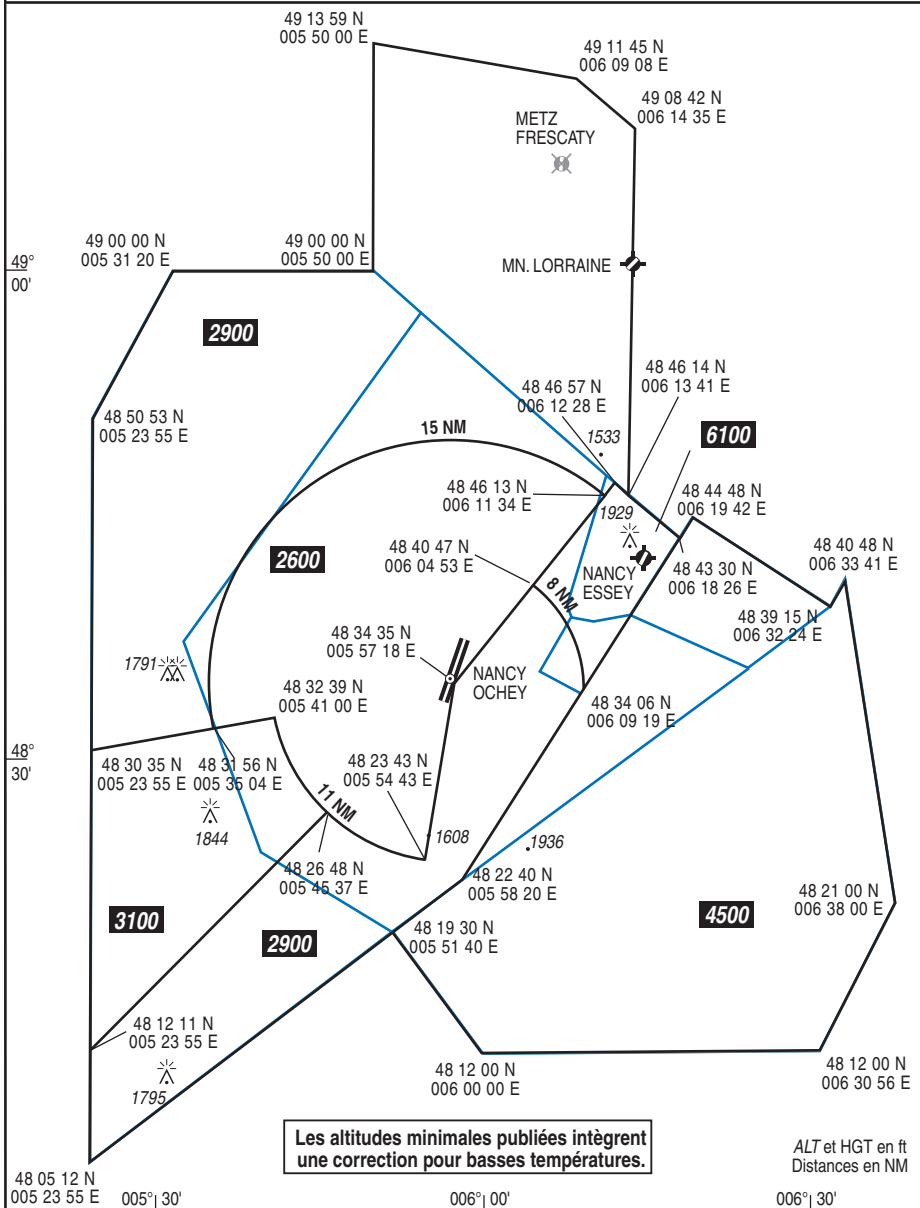 49 13 59 N
005 50 00 E
49 11 45 N
006 09 08 E
49 08 42 N
006 14 35 E
METZ
FRESCATY
49 00 00 N
005 31 20 E
49 00 00 N
005 50 00 E
49°
00'
MN. LORRAINE
2900
48 46 14 N
006 13 41 E
48 46 57 N
006 12 28 E
48 50 53 N
005 23 55 E
15 NM
1533
6100
48 46 13 N
006 11 34 E
1929
48 44 48 N
006 19 42 E
48 40 47 N
006 04 53 E
48 40 48 N
006 33 41 E
2600
NANCY
ESSEY
48 43 30 N
006 18 26 E
8 NM
48 39 15 N
006 32 24 E
48 34 35 N
005 57 18 E
1791
NANCY
OCHEY
48 32 39 N
005 41 00 E
48 34 06 N
006 09 19 E
48°
30'
48 30 35 N
005 23 55 E
48 31 56 N
005 35 04 E
48 23 43 N
005 54 43 E
11 NM
1844
1608
1936
48 26 48 N
005 45 37 E
48 22 40 N
005 58 20 E
48 21 00 N
006 38 00 E
3100
2900
4500
48 19 30 N
005 51 40 E
48 12 11 N
005 23 55 E
1795
48 12 00 N
006 00 00 E
48 12 00 N
006 30 56 E
Les altitudes minimales publiées intègrent
une correction pour basses températures.
ALT et HGT en ft
Distances en NM
48 05 12 N
005 23 55 E
005° 30'
006° 00'
006° 30'